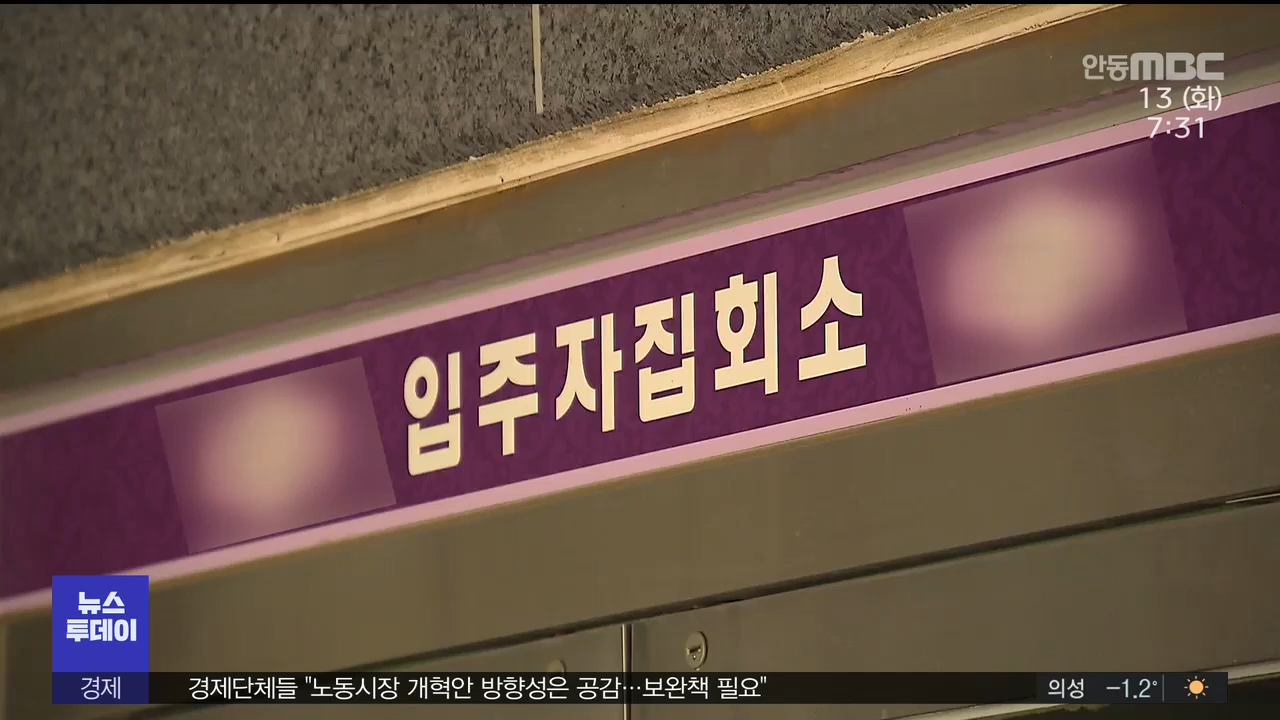 안동MBC
13 (화)
7:31
입주자집회소
뉴스
투데이
경제
경제단체들 "노동시장 개혁안 방향성은 공감…보완책 필요"
의성 -1.2°